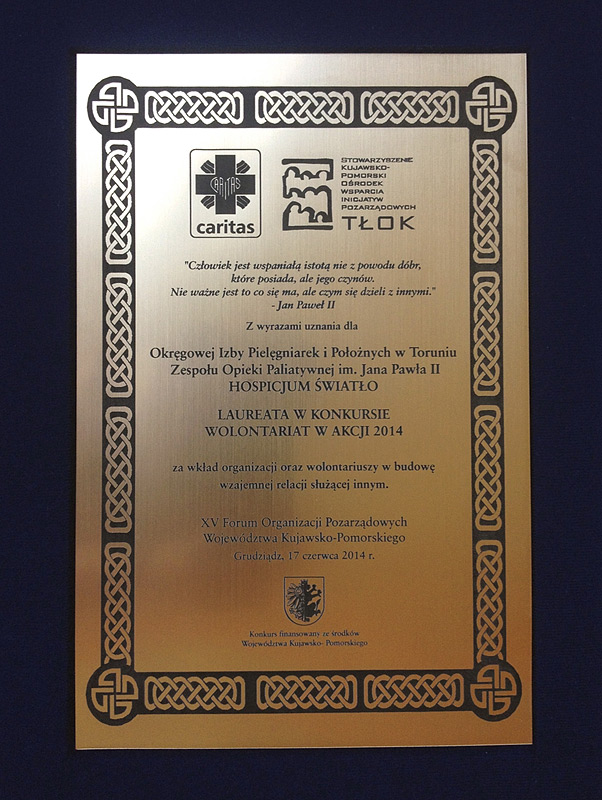 CARITAS
caritas
STOWARZYSZENIE
KUJAWSKO-
POMORSKI
OŚRODEK
WSPARCIA
INICJATYW
POZARZĄDOWYCH
TŁOK
"Człowiek jest wspaniałą istotą nie z powodu dóbr,
które posiada, ale jego czynów.
Nie ważne jest to co się ma, ale czym się dzieli z innymi."
- Jan Paweł II
Z wyrazami uznania dla
Okręgowej Izby Pielęgniarek i Położnych w Toruniu
Zespołu Opieki Paliatywnej im. Jana Pawła II
HOSPICJUM ŚWIATŁO
LAUREATA W KONKURSIE
WOLONTARIAT W AKCJI 2014
za wkład organizacji oraz wolontariuszy w budowę
wzajemnej relacji służącej innym.
XV Forum Organizacji Pozarządowych
Województwa Kujawsko-Pomorskiego
Grudziądz, 17 czerwca 2014 r.
Konkurs finansowany ze środków
Województwa Kujawsko- Pomorskiego